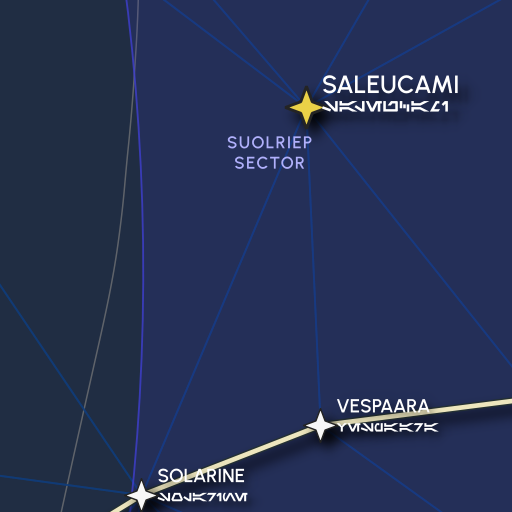 SALEUCAMI
SUOLRIEP
SECTOR
VESPAARA
SOLARINE